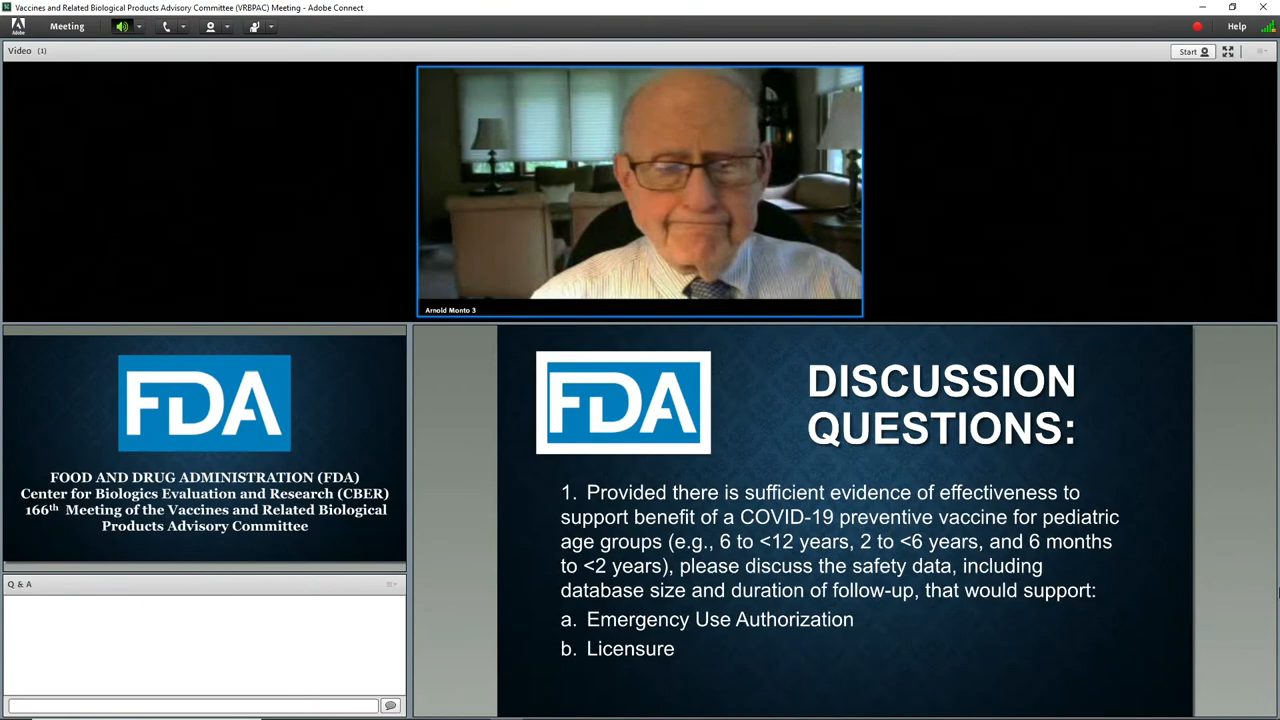 Vaccines and Related Biological Products Advisory Committee (VRBPAC) Meeting - Adobe Connect
Adobe
Meeting
Help
Video (1)
Start
Arnold Monto 3
FDA
FOOD AND DRUG ADMINISTRATION (FDA)
Center for Biologics Evaluation and Research (CBER)
166th Meeting of the Vaccines and Related Biological
Products Advisory Committee
Q & A
FDA
DISCUSSION
QUESTIONS:
1. Provided there is sufficient evidence of effectiveness to
support benefit of a COVID-19 preventive vaccine for pediatric
age groups (e.g., 6 to <12 years, 2 to <6 years, and 6 months
to <2 years), please discuss the safety data, including
database size and duration of follow-up, that would support:
a. Emergency Use Authorization
b. Licensure